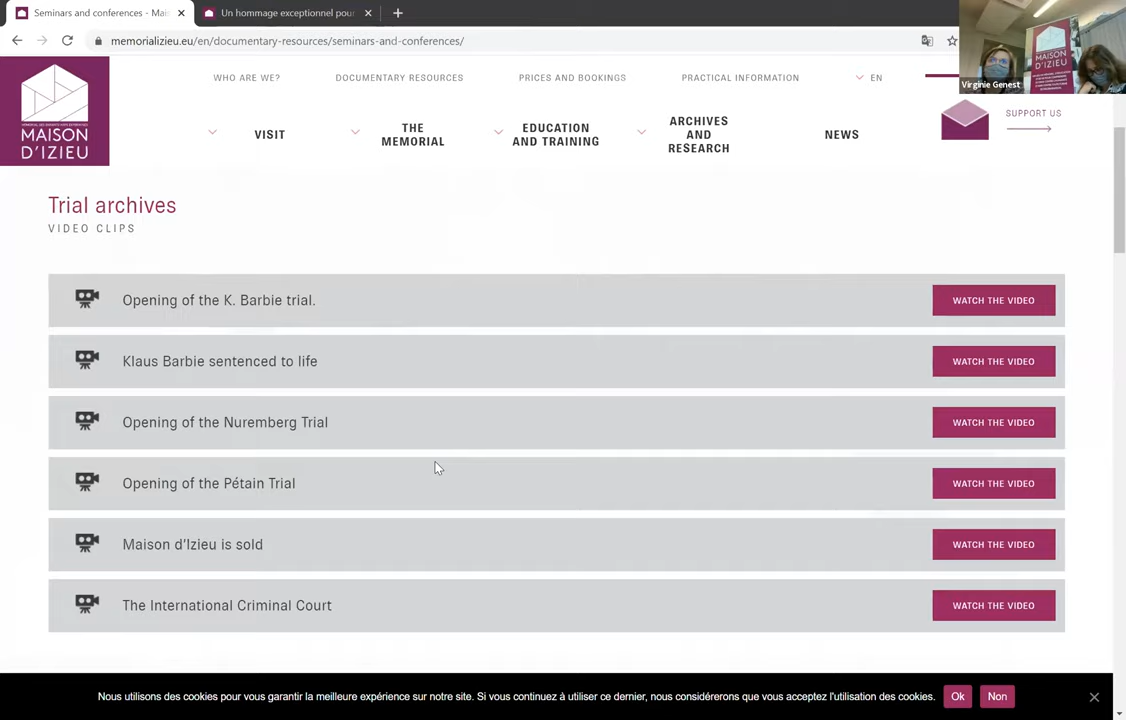 Seminars and conferences - Mai
Un hommage exceptionnel pour
memorializieu.eu/en/documentary-resources/seminars-and-conferences/
Virginie Genest
MAISON
D'IZIEU
WHO ARE WE?
DOCUMENTARY RESOURCES
PRICES AND BOOKINGS
PRACTICAL INFORMATION
EN
SUPPORT US
VISIT
THE
MEMORIAL
EDUCATION
AND TRAINING
ARCHIVES
AND
RESEARCH
NEWS
MAISON
D'IZIEU
Trial archives
VIDEO CLIPS
Opening of the K. Barbie trial.
WATCH THE VIDEO
Klaus Barbie sentenced to life
WATCH THE VIDEO
Opening of the Nuremberg Trial
WATCH THE VIDEO
Opening of the Pétain Trial
WATCH THE VIDEO
Maison d'Izieu is sold
WATCH THE VIDEO
The International Criminal Court
WATCH THE VIDEO
Nous utilisons des cookies pour vous garantir la meilleure expérience sur notre site. Si vous continuez à utiliser ce dernier, nous considérerons que vous acceptez l'utilisation des cookies.
Ok
Non